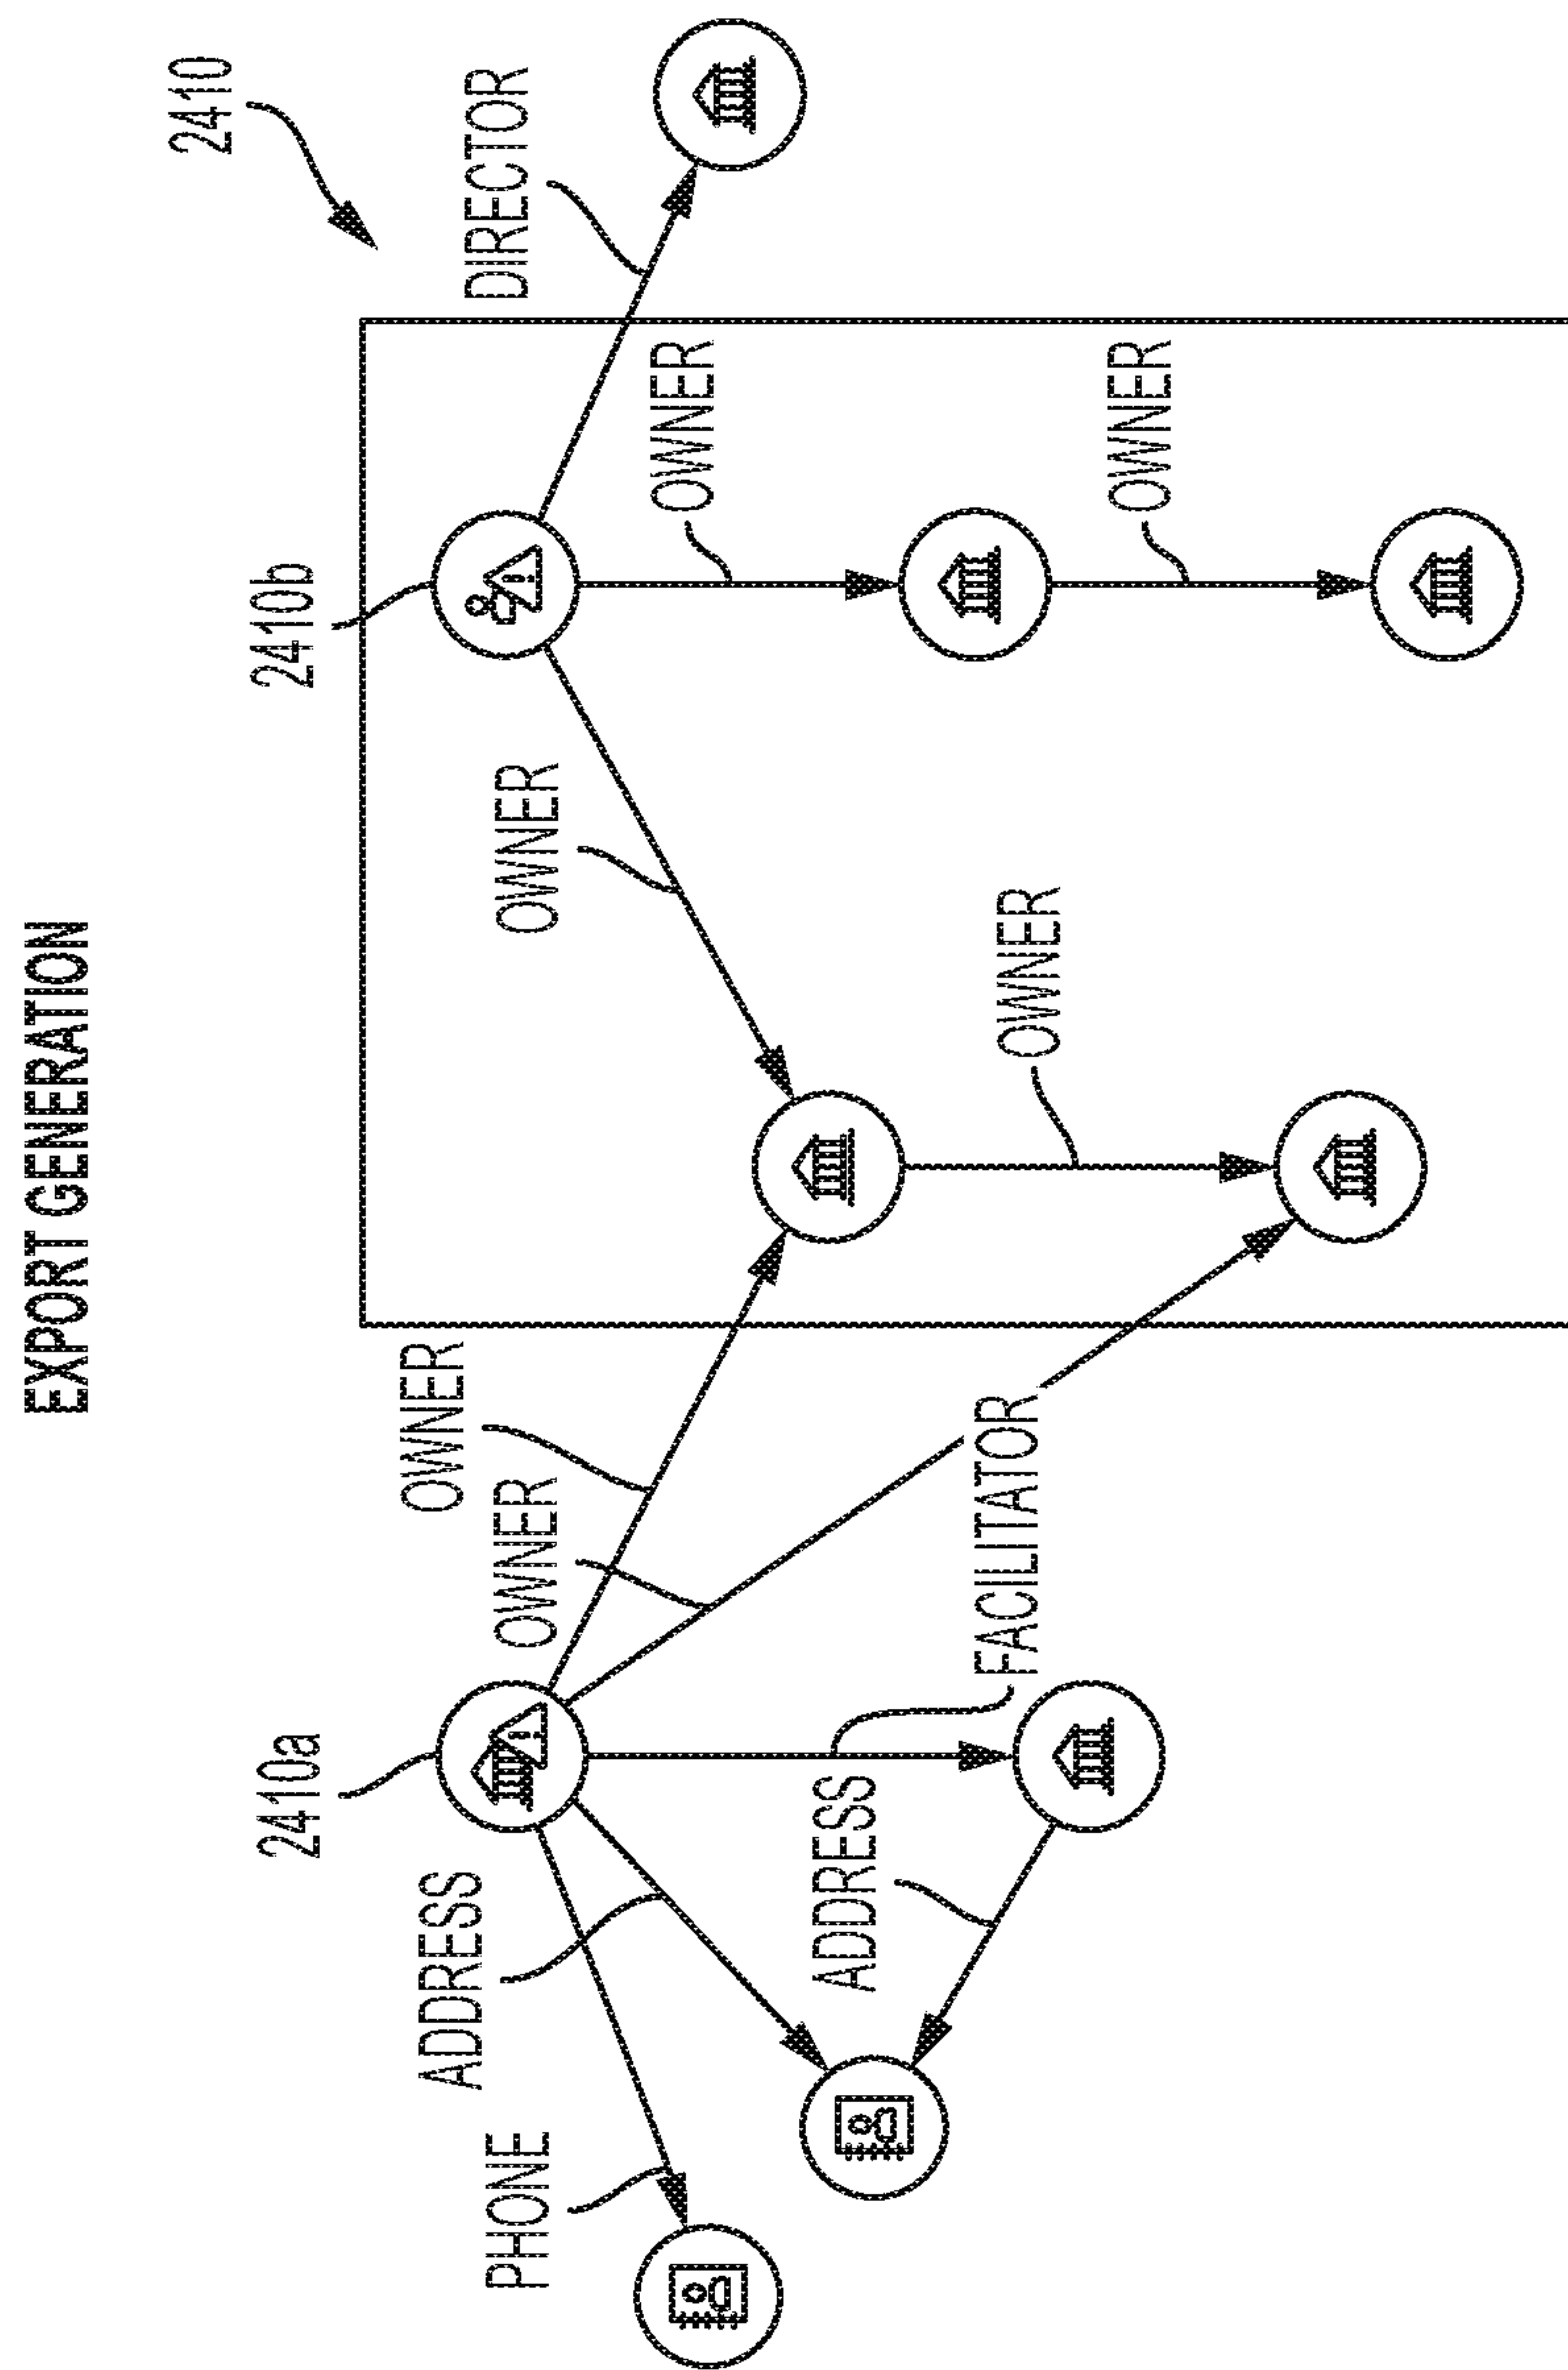 EXPORT GENERATION
2410
2410a
2410b
ADDRESS
OWNER
DIRECTOR
PHONE
OWNER
OWNER
OWNER
ADDRESS
FACILITATOR
OWNER
OWNER